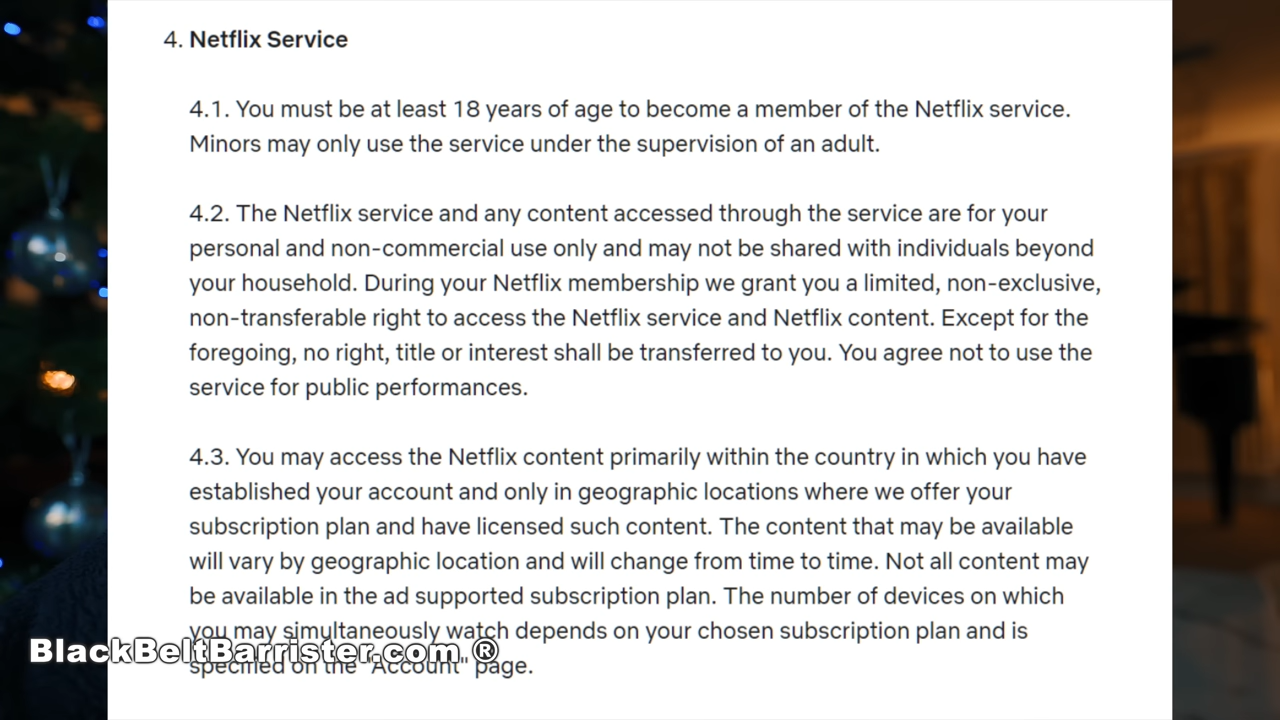 4. Netflix Service
4.1. You must be at least 18 years of age to become a member of the Netflix service.
Minors may only use the service under the supervision of an adult.
4.2. The Netflix service and any content accessed through the service are for your
personal and non-commercial use only and may not be shared with individuals beyond
your household. During your Netflix membership we grant you a limited, non-exclusive,
non-transferable right to access the Netflix service and Netflix content. Except for the
foregoing, no right, title or interest shall be transferred to you. You agree not to use the
service for public performances.
4.3. You may access the Netflix content primarily within the country in which you have
established your account and only in geographic locations where we offer your
subscription plan and have licensed such content. The content that may be available
will vary by geographic location and will change from time to time. Not all content may
be available in the ad supported subscription plan. The number of devices on which
you may simultaneously watch depends on your chosen subscription plan and is
BlackBeltBarrister.com ®
specified on the "Account" page.